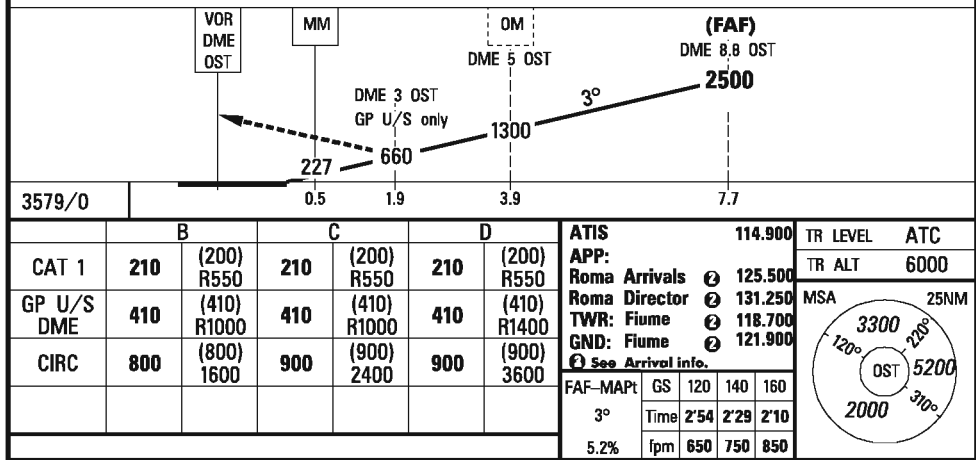 VOR
DME
OST
MM
OM
DME 5 OST
(FAF)
DME 8.8 OST
2500
DME 3 OST
GP U/S only
3°
1300
660
227
3579/0
0.5 1.9 3.9 7.7
B C D
CAT 1 210 (200) R550 210 (200) R550 210 (200) R550
GP U/S DME 410 (410) R1000 410 (410) R1000 410 (410) R1400
CIRC 800 (800) 1600 900 (900) 2400 900 (900) 3600
ATIS 114.900
APP:
Roma Arrivals 2 125.500
Roma Director 2 131.250
TWR: Fiume 2 118.700
GND: Fiume 2 121.900
2 See Arrival info.
FAF–MAPt GS 120 140 160
3° Time 2'54 2'29 2'10
5.2% fpm 650 750 850
TR LEVEL ATC
TR ALT 6000
MSA 25NM
3300
120° 220°
OST 5200
310°
2000